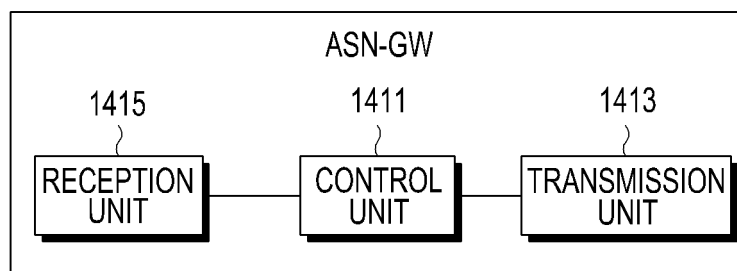 ASN-GW
1415
1411
1413
RECEPTION
UNIT
CONTROL
UNIT
TRANSMISSION
UNIT